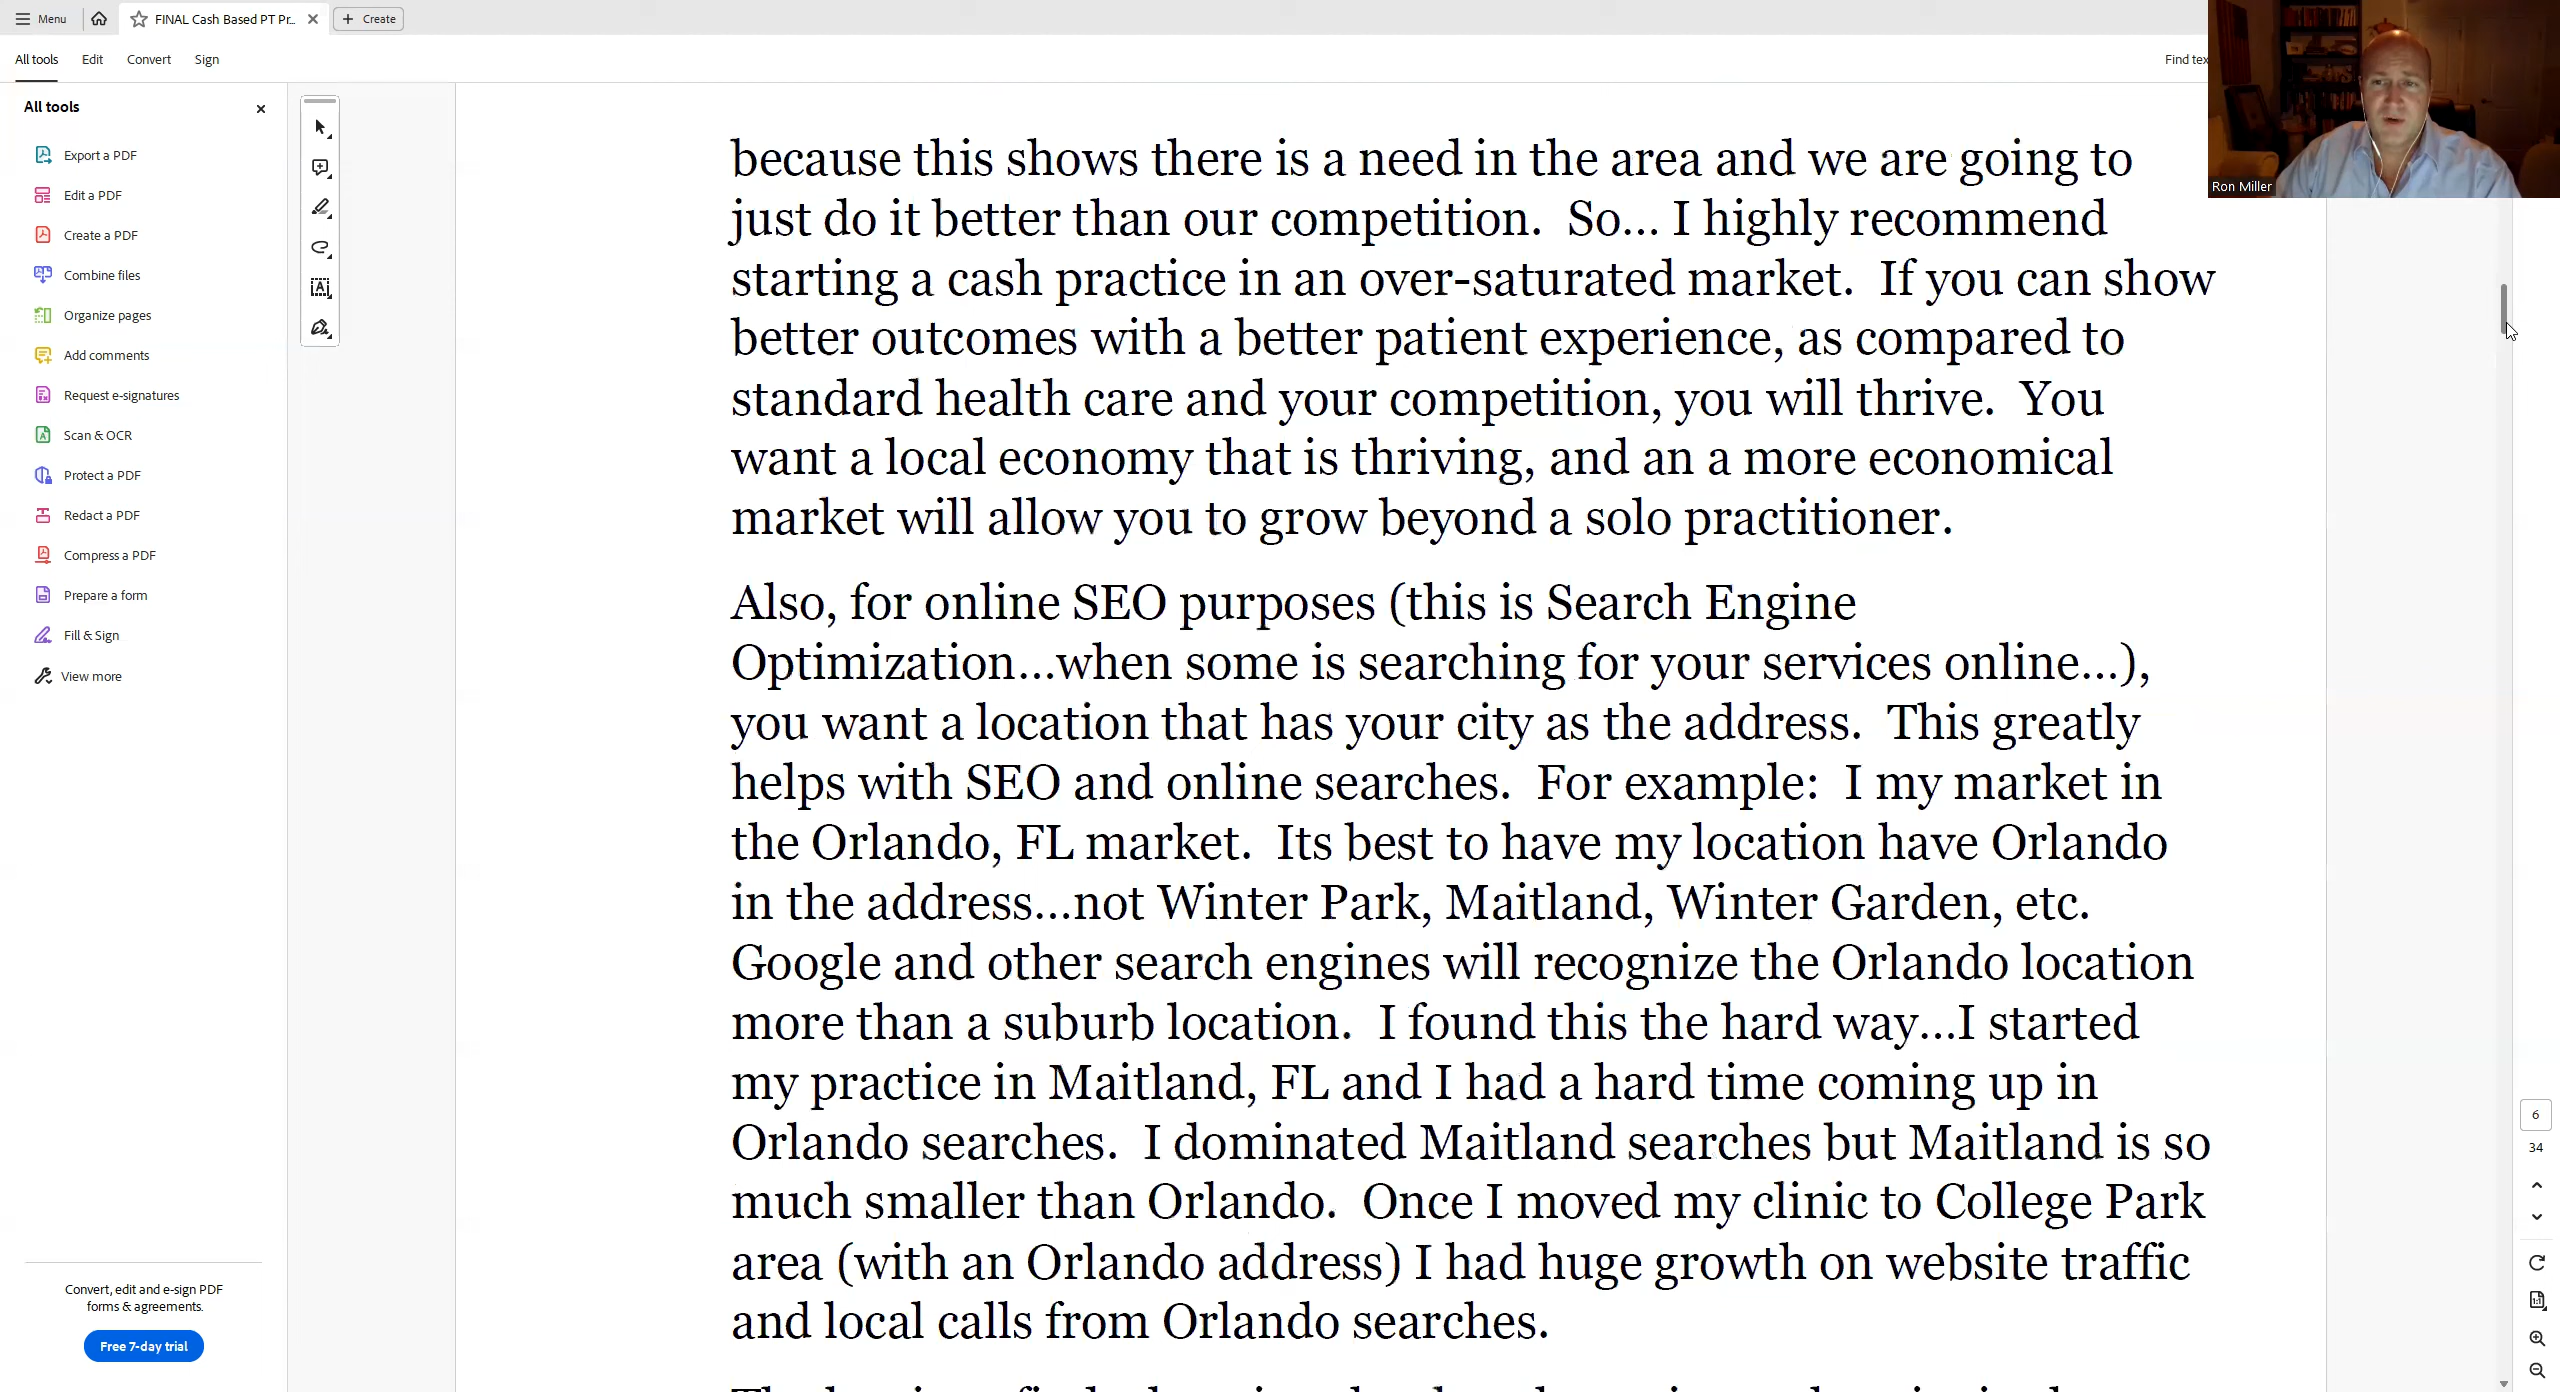 Menu
FINAL Cash Based PT Pr...
Create
All tools
Edit
Convert
Sign
Find tex
Ron Miller
All tools
Export a PDF
Edit a PDF
Create a PDF
Combine files
Organize pages
Add comments
Request e-signatures
Scan & OCR
Protect a PDF
Redact a PDF
Compress a PDF
Prepare a form
Fill & Sign
View more
Convert, edit and e-sign PDF
forms & agreements.
Free 7-day trial
because this shows there is a need in the area and we are going to
just do it better than our competition.  So... I highly recommend
starting a cash practice in an over-saturated market.  If you can show
better outcomes with a better patient experience, as compared to
standard health care and your competition, you will thrive.  You
want a local economy that is thriving, and an a more economical
market will allow you to grow beyond a solo practitioner.
Also, for online SEO purposes (this is Search Engine
Optimization...when some is searching for your services online...),
you want a location that has your city as the address.  This greatly
helps with SEO and online searches.  For example:  I my market in
the Orlando, FL market.  Its best to have my location have Orlando
in the address...not Winter Park, Maitland, Winter Garden, etc.
Google and other search engines will recognize the Orlando location
more than a suburb location.  I found this the hard way...I started
my practice in Maitland, FL and I had a hard time coming up in
Orlando searches.  I dominated Maitland searches but Maitland is so
much smaller than Orlando.  Once I moved my clinic to College Park
area (with an Orlando address) I had huge growth on website traffic
and local calls from Orlando searches.
6
34